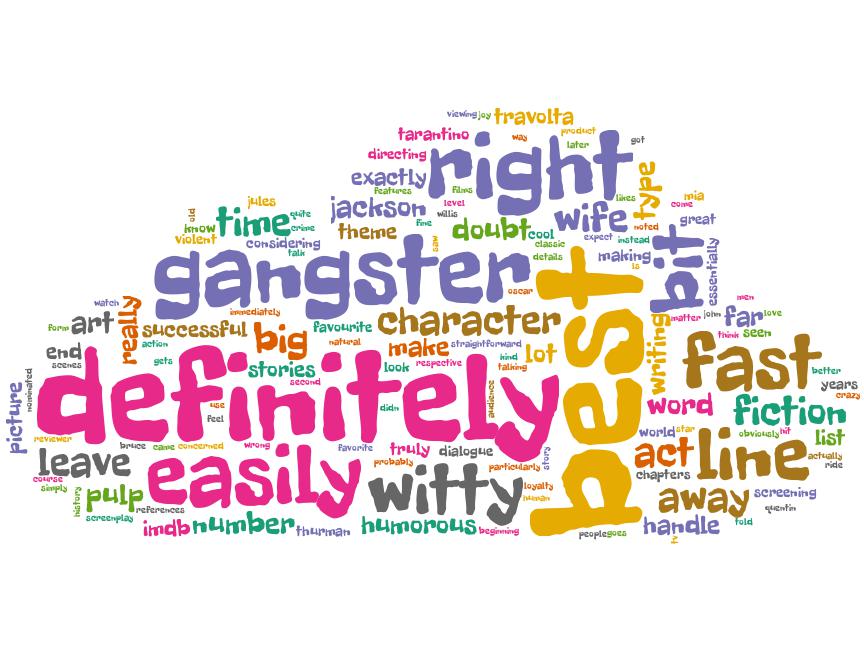 viewing joy travolta
tarantino way product
later got
directing right
exactly
features films likes type mia
jules level come
old jackson willis wife noted great
time quite fine
know crime theme doubt cool expect instead
violent considering saw classic bit
talk details making essentially
gangster is
oscar best
watch men
immediately matter john far love
form art really successful big favourite character
action natural make straightforward think seen
end kind lot writing fast
scenes gets stories look respective talking better
second years
definitely crazy
picture nominated use didn audience word fiction
feel
reviewer world star obviously hit list
bruce came concerned wrong favorite truly dialogue story act line actually
leave probably particularly ride
course easily witty chapters
simply loyalty away screening
history pulp references human
screenplay quentin
imdb number thurman humorous beginning handle told
people goes
tv